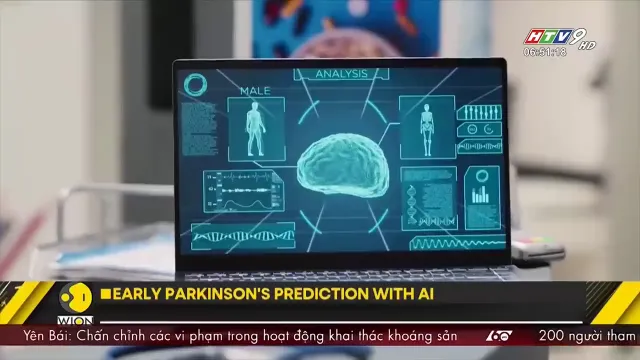 HTV9 HD
06:51:18
ANALYSIS
MALE
EARLY PARKINSON'S PREDICTION WITH AI
WION
Yên Bái: Chấn chỉnh các vi phạm trong hoạt động khai thác khoáng sản
200 người tham